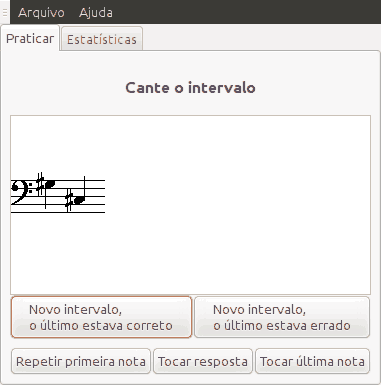 Arquivo Ajuda
Praticar Estatísticas
Cante o intervalo
Novo intervalo,
o último estava correto
Novo intervalo,
o último estava errado
Repetir primeira nota Tocar resposta Tocar última nota